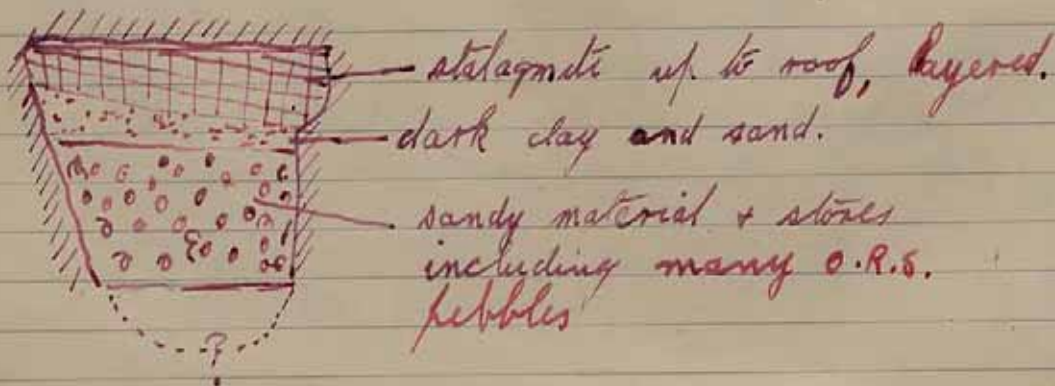 stalagmite up to roof, layered.
dark clay and sand.
sandy material + stones
including many O.R.S.
pebbles
?